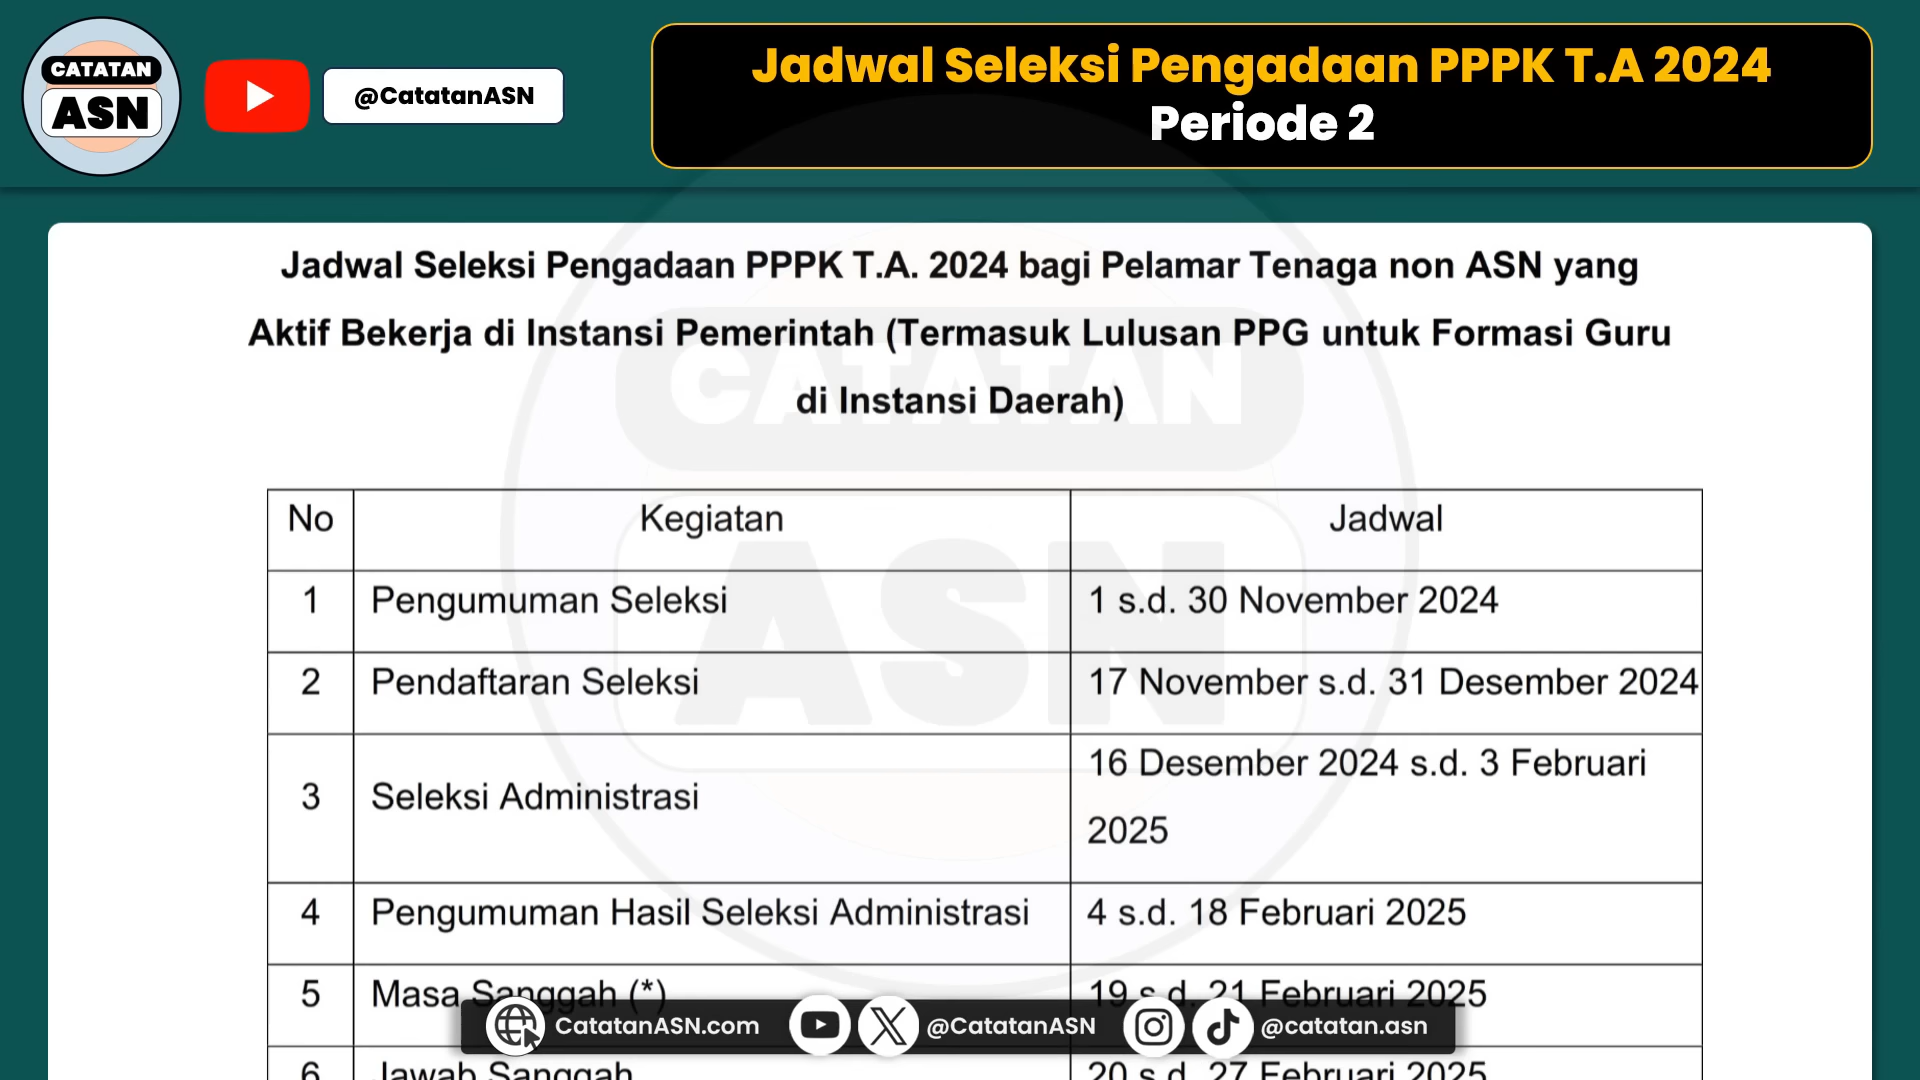 CATATAN
ASN
@CatatanASN
Jadwal Seleksi Pengadaan PPPK T.A 2024
Periode 2
Jadwal Seleksi Pengadaan PPPK T.A. 2024 bagi Pelamar Tenaga non ASN yang
Aktif Bekerja di Instansi Pemerintah (Termasuk Lulusan PPG untuk Formasi Guru
di Instansi Daerah)
CATATAN
ASN
No Kegiatan Jadwal
1 Pengumuman Seleksi 1 s.d. 30 November 2024
2 Pendaftaran Seleksi 17 November s.d. 31 Desember 2024
3 Seleksi Administrasi 16 Desember 2024 s.d. 3 Februari
2025
4 Pengumuman Hasil Seleksi Administrasi 4 s.d. 18 Februari 2025
5 Masa Sanggah (*) 19 s.d. 21 Februari 2025
CatatanASN.com @CatatanASN @catatan.asn
6 Jawab Sanggah 20 s.d. 27 Februari 2025